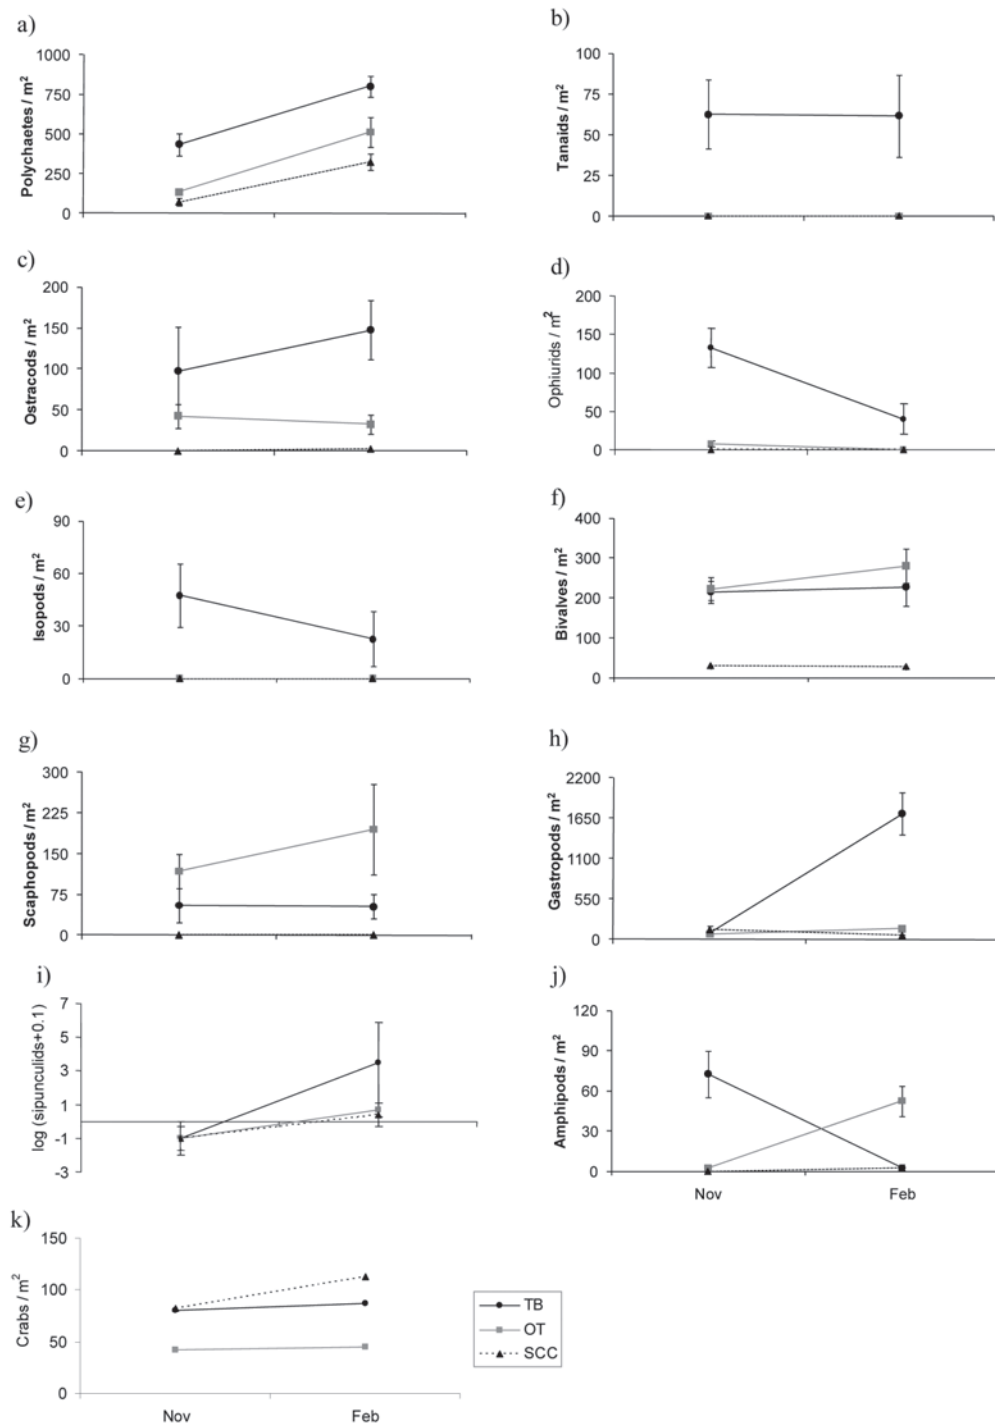 a)
1000
750
500
250
0
Polychaetes / m²
b)
100
75
50
25
0
Tanaids / m²
c)
200
150
100
50
0
Ostracods / m²
d)
200
150
100
50
0
Ophiurids / m²
e)
90
60
30
0
Isopods / m²
f)
400
300
200
100
0
Bivalves / m²
g)
300
225
150
75
0
Scaphopods / m²
h)
2200
1650
1100
550
0
Gastropods / m²
i)
7
5
3
1
-1
-3
log (sipunculids+0.1)
j)
120
90
60
30
0
Amphipods / m²
Nov Feb
k)
150
100
50
0
Crabs / m²
Nov Feb
TB
OT
SCC